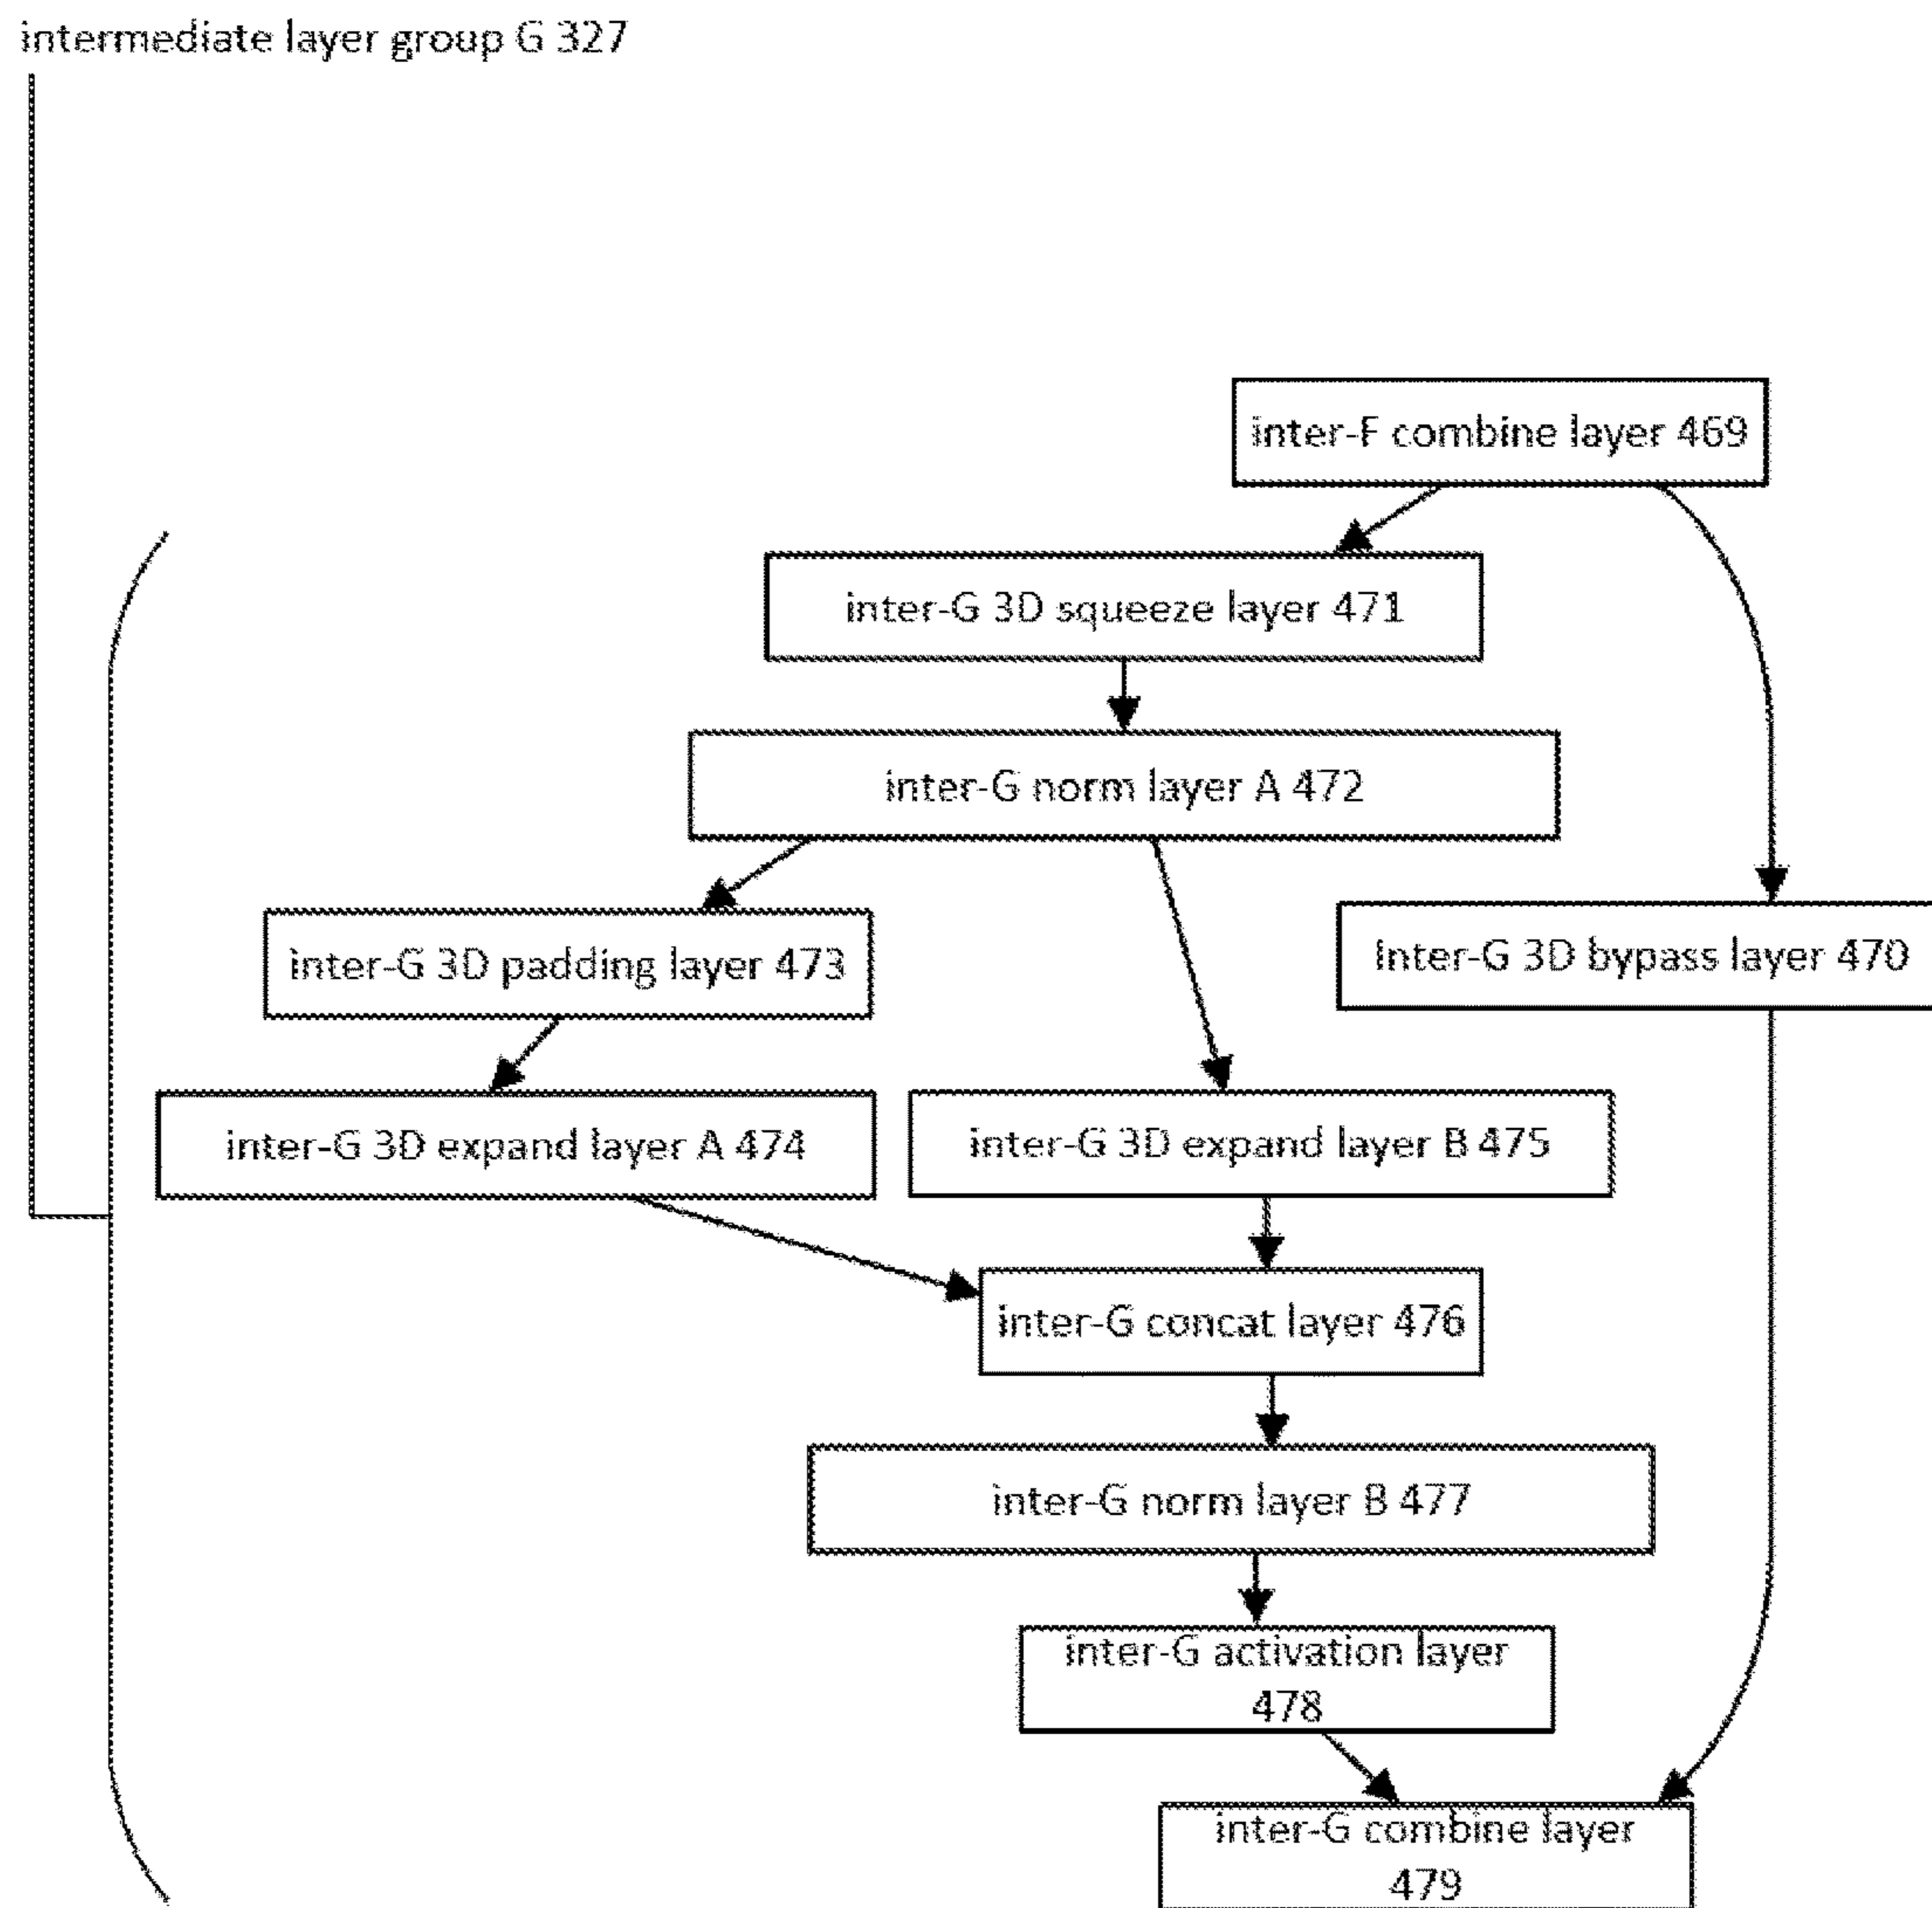 intermediate layer group G 327
inter-F combine layer 469
inter-G 3D squeeze layer 471
inter-G norm layer A 472
inter-G 3D padding layer 473
Inter-G 3D bypass layer 470
inter-G 3D expand layer A 474
inter-G 3D expand layer B 475
inter-G concat layer 476
inter-G norm layer B 477
inter-G activation layer
478
inter-G combine layer
479